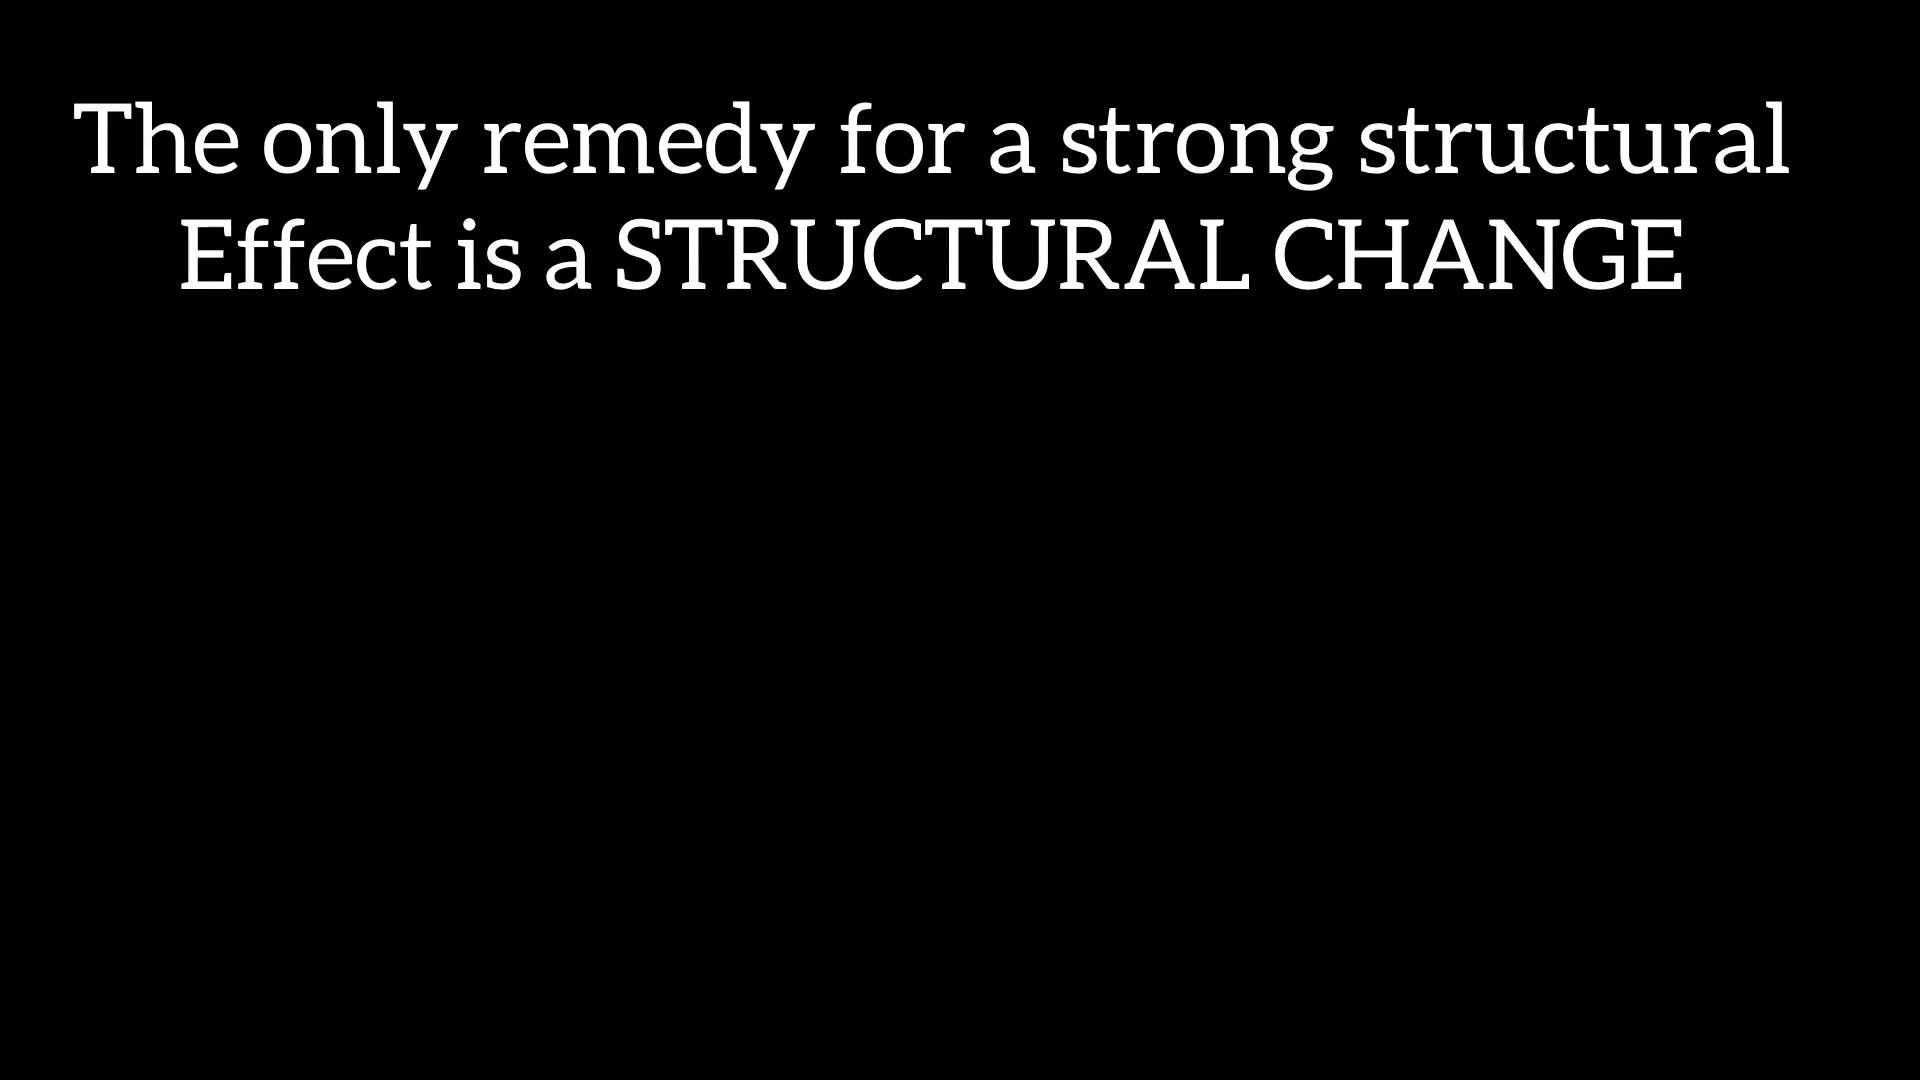 The only remedy for a strong structural
Effect is a STRUCTURAL CHANGE